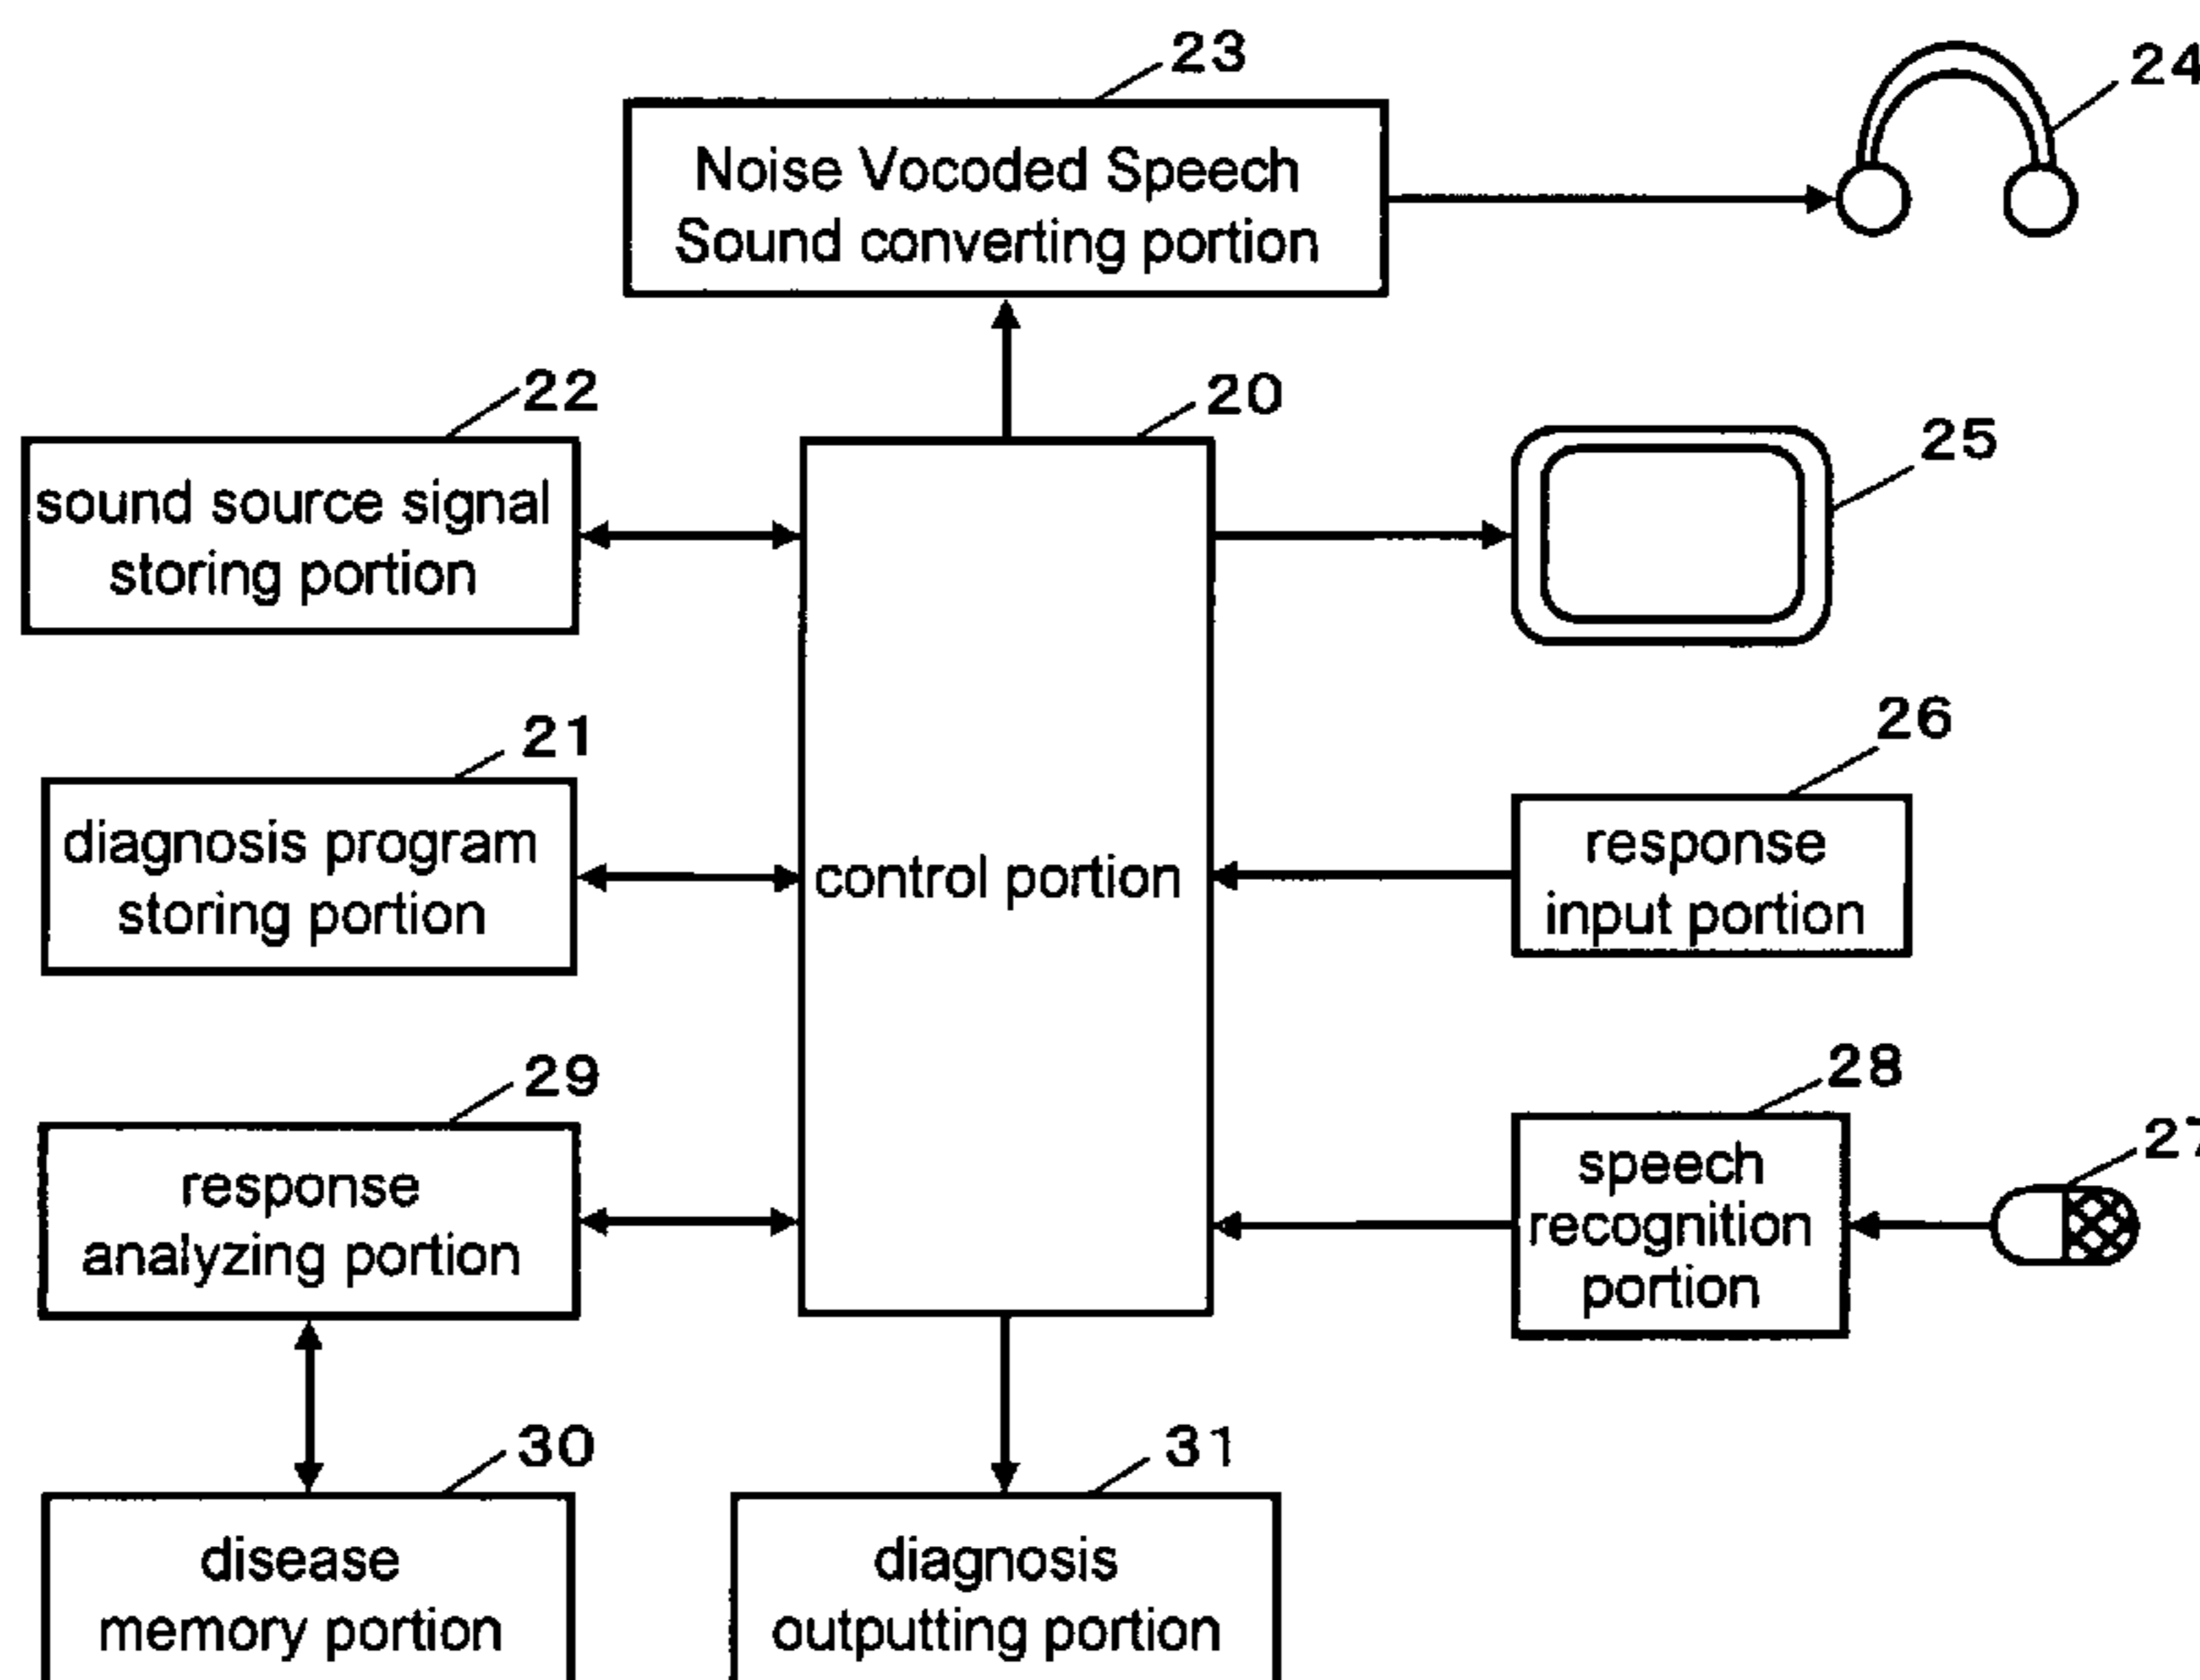 23
24
Noise Vocoded Speech
Sound converting portion
22
20
25
sound source signal
storing portion
21
26
diagnosis program
storing portion
control portion
response
input portion
29
28
27
response
analyzing portion
speech
recognition
portion
30
31
disease
memory portion
diagnosis
outputting portion